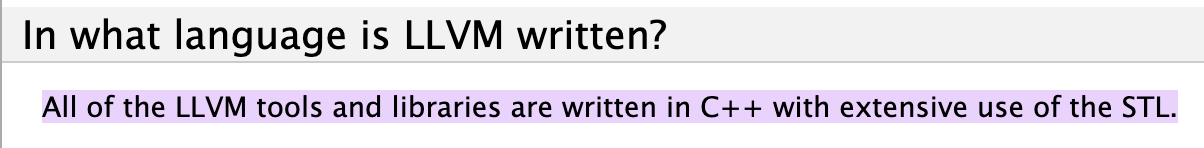 In what language is LLVM written?
All of the LLVM tools and libraries are written in C++ with extensive use of the STL.